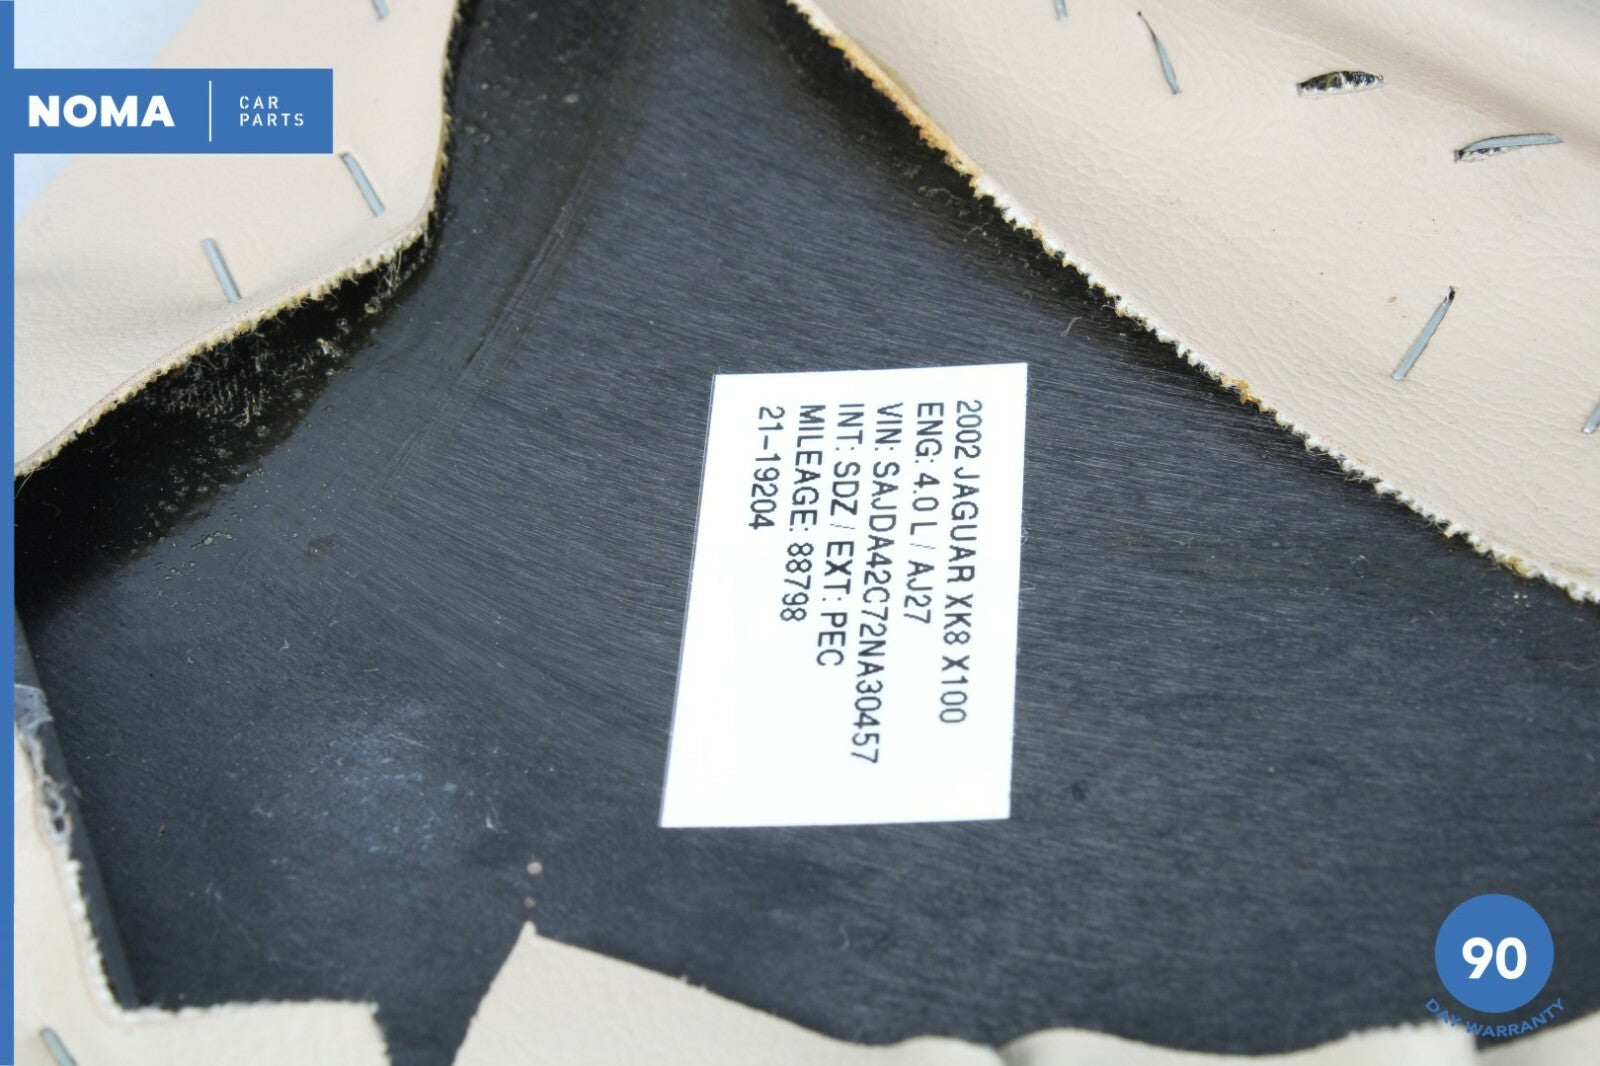 NOMA
CAR
PARTS
2002 JAGUAR XK8 X100
ENG: 4.0 L / AJ27
VIN: SAJDA42C72NA30457
INT: SDZ / EXT: PEC
MILEAGE: 88798
21-19204
90
DAY WARRANTY